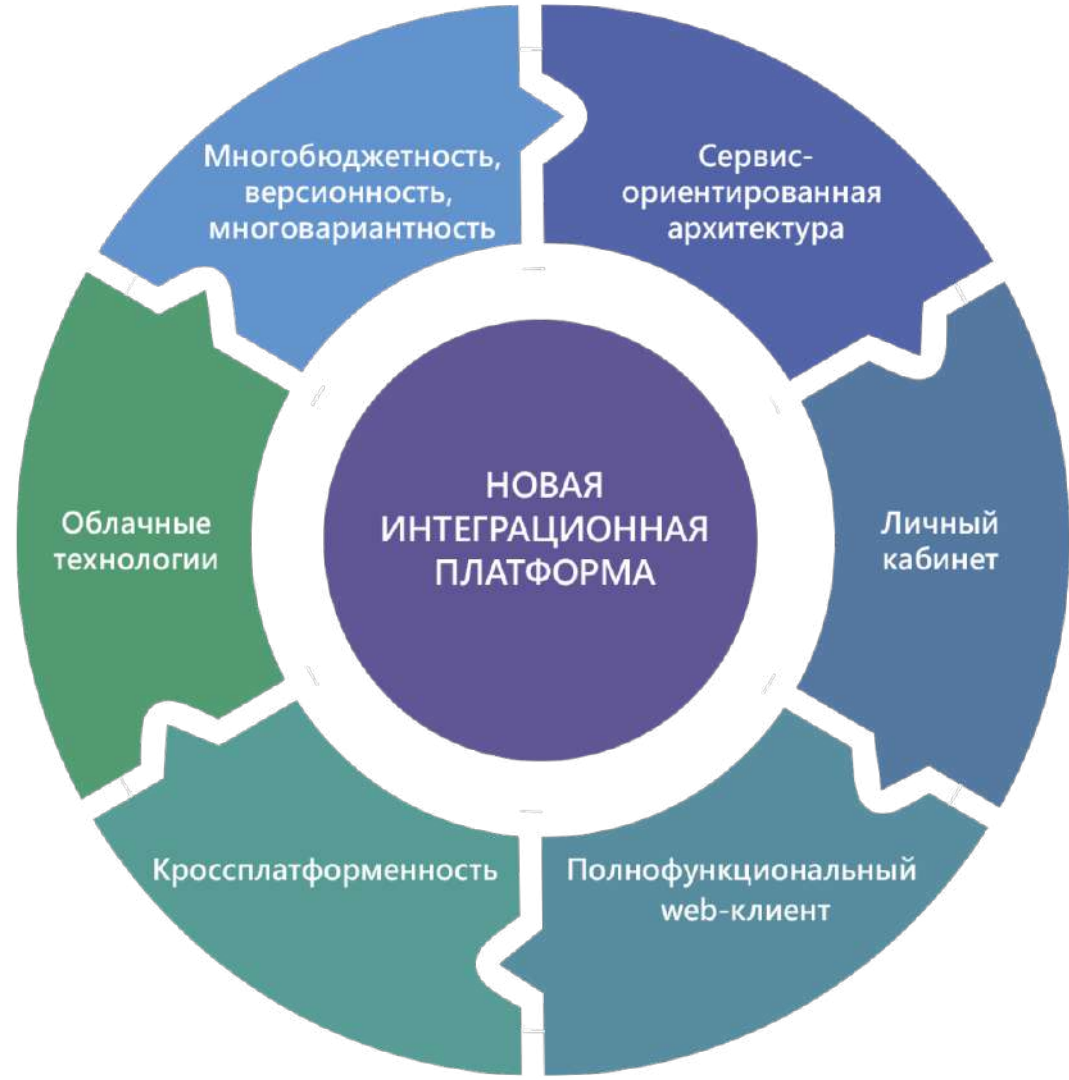 Многобюджетность,
версионность,
многовариантность
Сервис-
ориентированная
архитектура
Облачные
технологии
НОВАЯ
ИНТЕГРАЦИОННАЯ
ПЛАТФОРМА
Личный
кабинет
Кроссплатформенность
Полнофункциональный
web-клиент